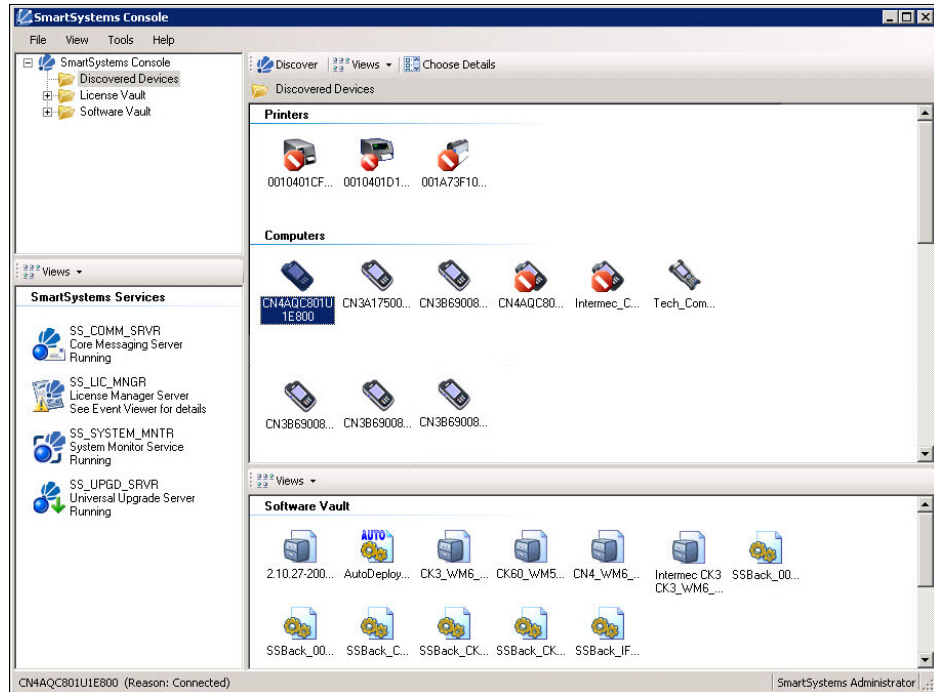 SmartSystems Console
File View Tools Help
SmartSystems Console
Discovered Devices
License Vault
Software Vault
Views
SmartSystems Services
SS_COMM_SRVR
Core Messaging Server
Running
SS_LIC_MNGR
License Manager Server
See Event Viewer for details
SS_SYSTEM_MNTR
System Monitor Service
Running
SS_UPGD_SRVR
Universal Upgrade Server
Running
Discover Views Choose Details
Discovered Devices
Printers
0010401CF... 0010401D1... 001A73F10...
Computers
CN4AQC801U CN3A17500... CN3B69008... CN4AQC80... Intermec_C... Tech_Com...
1E800
CN3B69008... CN3B69008... CN3B69008...
Views
Software Vault
AUTO
2.10.27-200... AutoDeploy... CK3_WM6_... CK60_WM5... CN4_WM6_... Intermec CK3 SSBack_00...
CK3_WM6_...
SSBack_00... SSBack_C... SSBack_CK... SSBack_CK... SSBack_IF...
CN4AQC801U1E800 (Reason: Connected)
SmartSystems Administrator